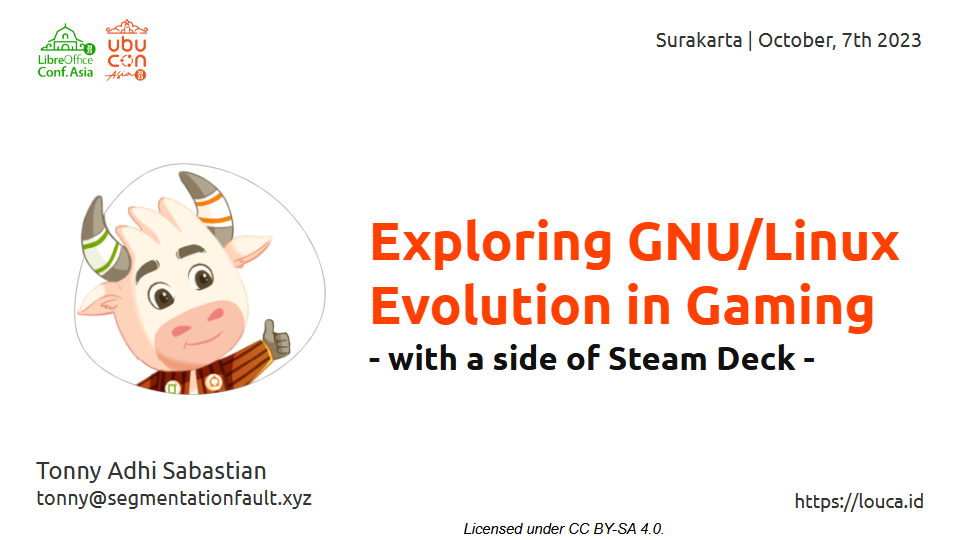 LibreOffice
Conf.Asia
UbU
CON
Asia
Surakarta | October, 7th 2023
Exploring GNU/Linux
Evolution in Gaming
- with a side of Steam Deck -
Tonny Adhi Sabastian
tonny@segmentationfault.xyz
https://louca.id
Licensed under CC BY-SA 4.0.